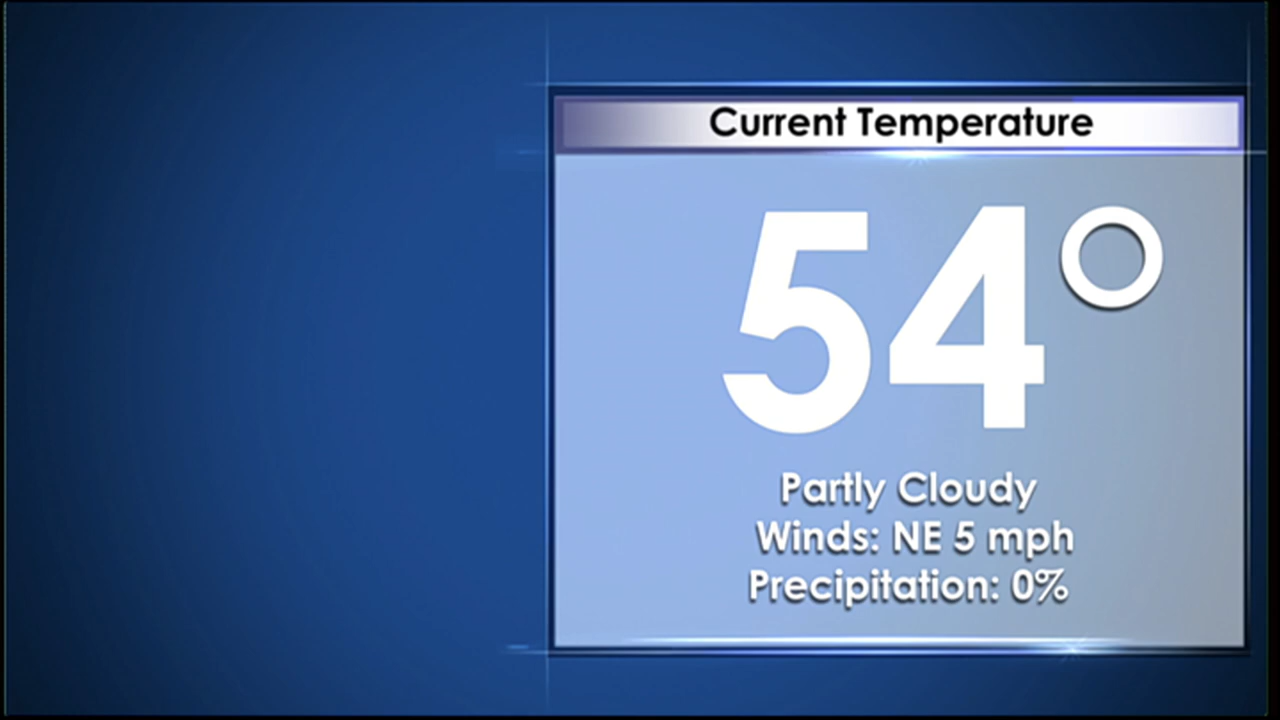 Current Temperature
54°
Partly Cloudy
Winds: NE 5 mph
Precipitation: 0%